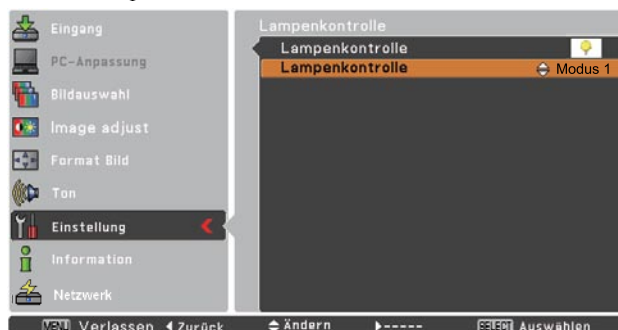 Eingang
PC-Anpassung
Bildauswahl
Image adjust
Format Bild
Ton
Einstellung
Information
Netzwerk
Lampenkontrolle
Lampenkontrolle
Lampenkontrolle Modus 1
MENU Verlassen Zurück Ändern ----- SELECT Auswählen